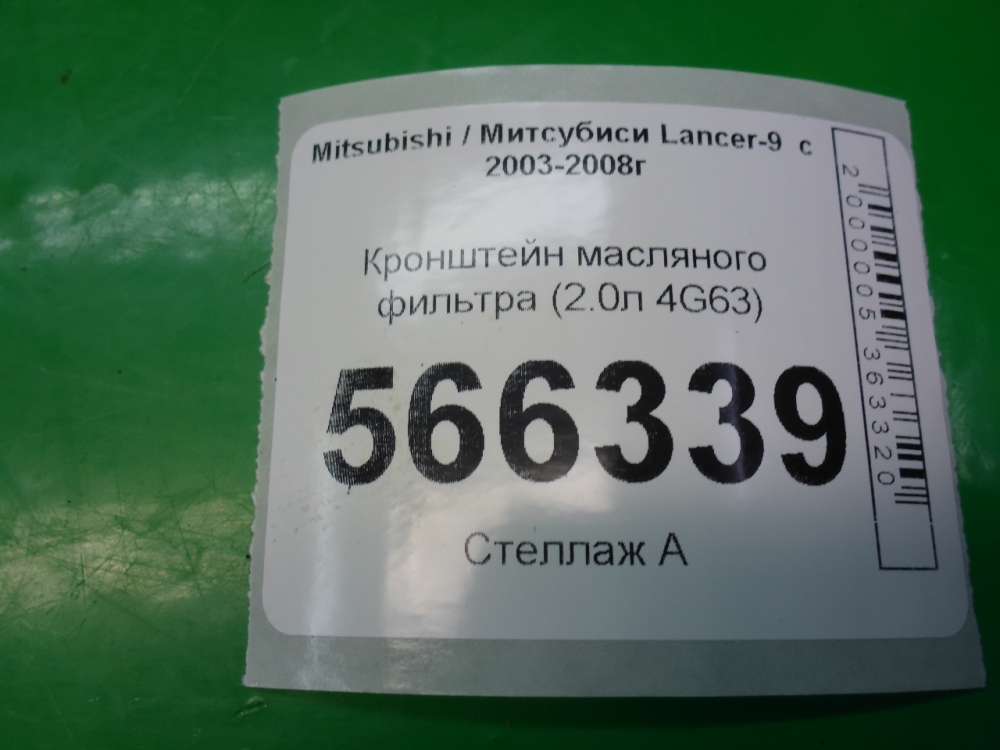 Mitsubishi / Митсубиси Lancer-9 с
2003-2008г
Кронштейн масляного
фильтра (2.0л 4G63)
566339
Стеллаж А
2000005363320